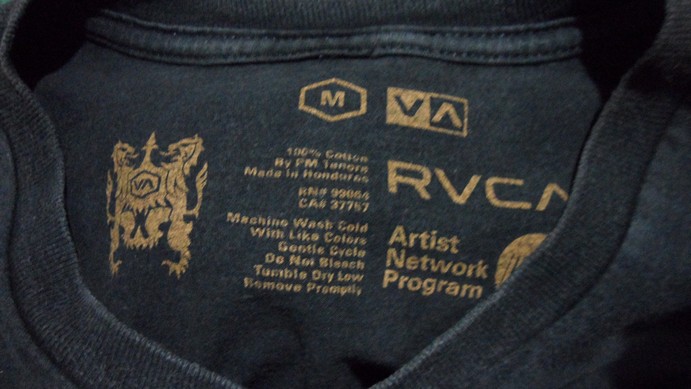 M
VA
100% Cotton
By PM Tenore
Made in Honduras
RN# 99064
CA# 37757
Machine Wash Cold
With Like Colors
Gentle Cycle
Do Not Bleach
Tumble Dry Low
Remove Promptly
RVCA
Artist
Network
Program
VA